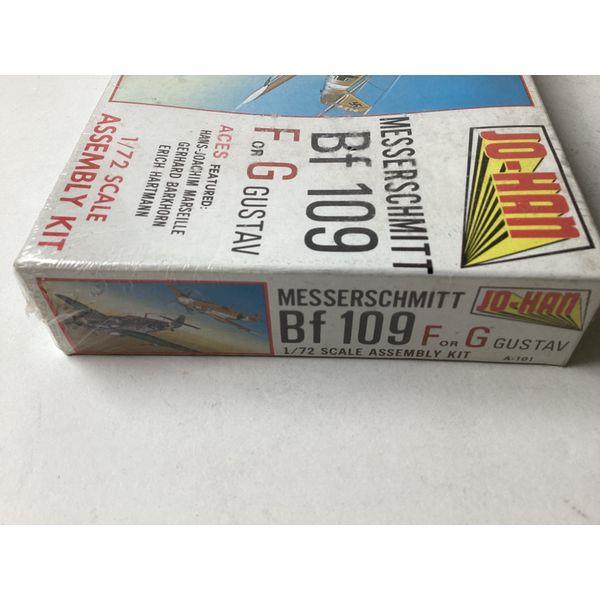 JO-HAN
MESSERSCHMITT
Bf 109
F OR G GUSTAV
ACES FEATURED:
HANS-JOACHIM MARSEILLE
GERHARD BARKHORN
ERICH HARTMANN
1/72 SCALE
ASSEMBLY KIT
MESSERSCHMITT
JO-HAN
Bf 109 F OR G GUSTAV
1/72 SCALE ASSEMBLY KIT
A-101